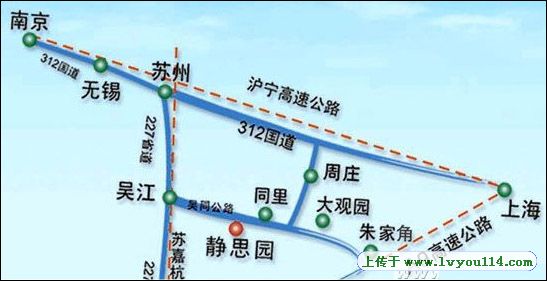 南京
312国道
无锡
苏州
沪宁高速公路
312国道
227省道
周庄
吴江
吴同公路
同里
大观园
上海
静思园
朱家角
高速公路
苏嘉杭
227
上传于 www.lvyou114.com